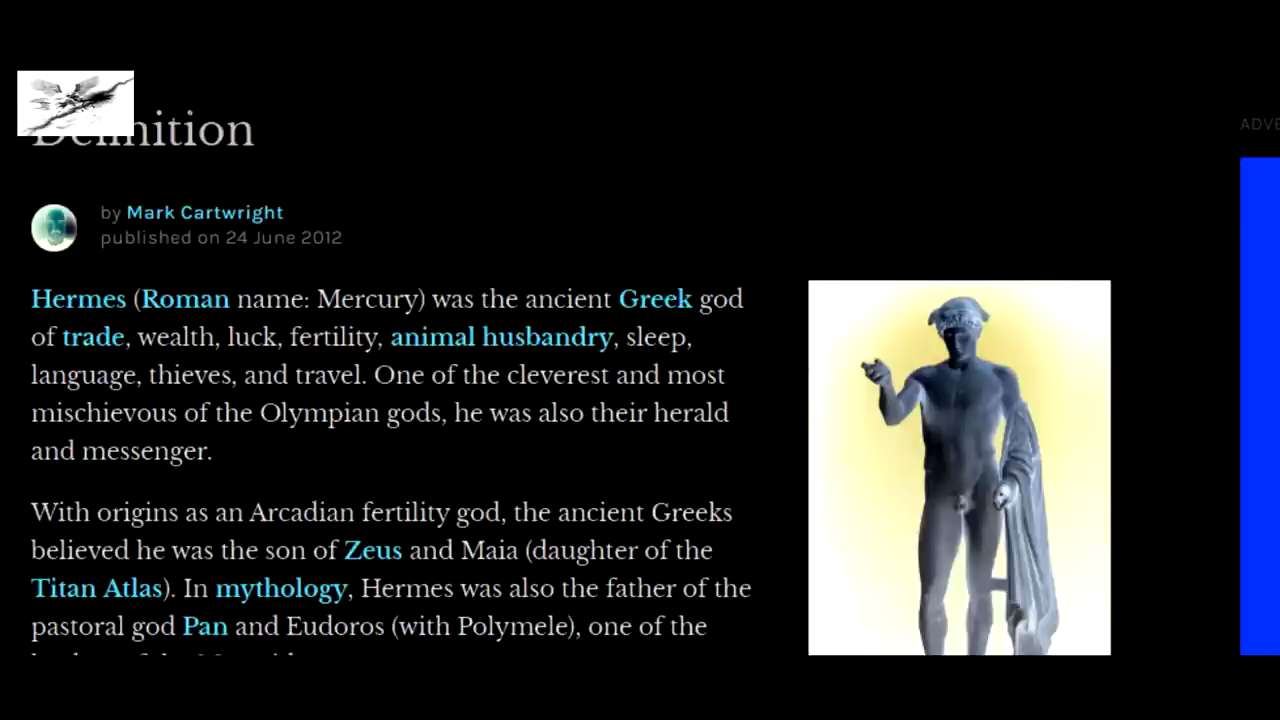 Definition
ADVE
by Mark Cartwright
published on 24 June 2012
Hermes (Roman name: Mercury) was the ancient Greek god
of trade, wealth, luck, fertility, animal husbandry, sleep,
language, thieves, and travel. One of the cleverest and most
mischievous of the Olympian gods, he was also their herald
and messenger.
With origins as an Arcadian fertility god, the ancient Greeks
believed he was the son of Zeus and Maia (daughter of the
Titan Atlas). In mythology, Hermes was also the father of the
pastoral god Pan and Eudoros (with Polymele), one of the